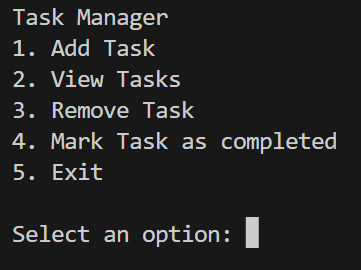 Task Manager
1. Add Task
2. View Tasks
3. Remove Task
4. Mark Task as completed
5. Exit
Select an option: